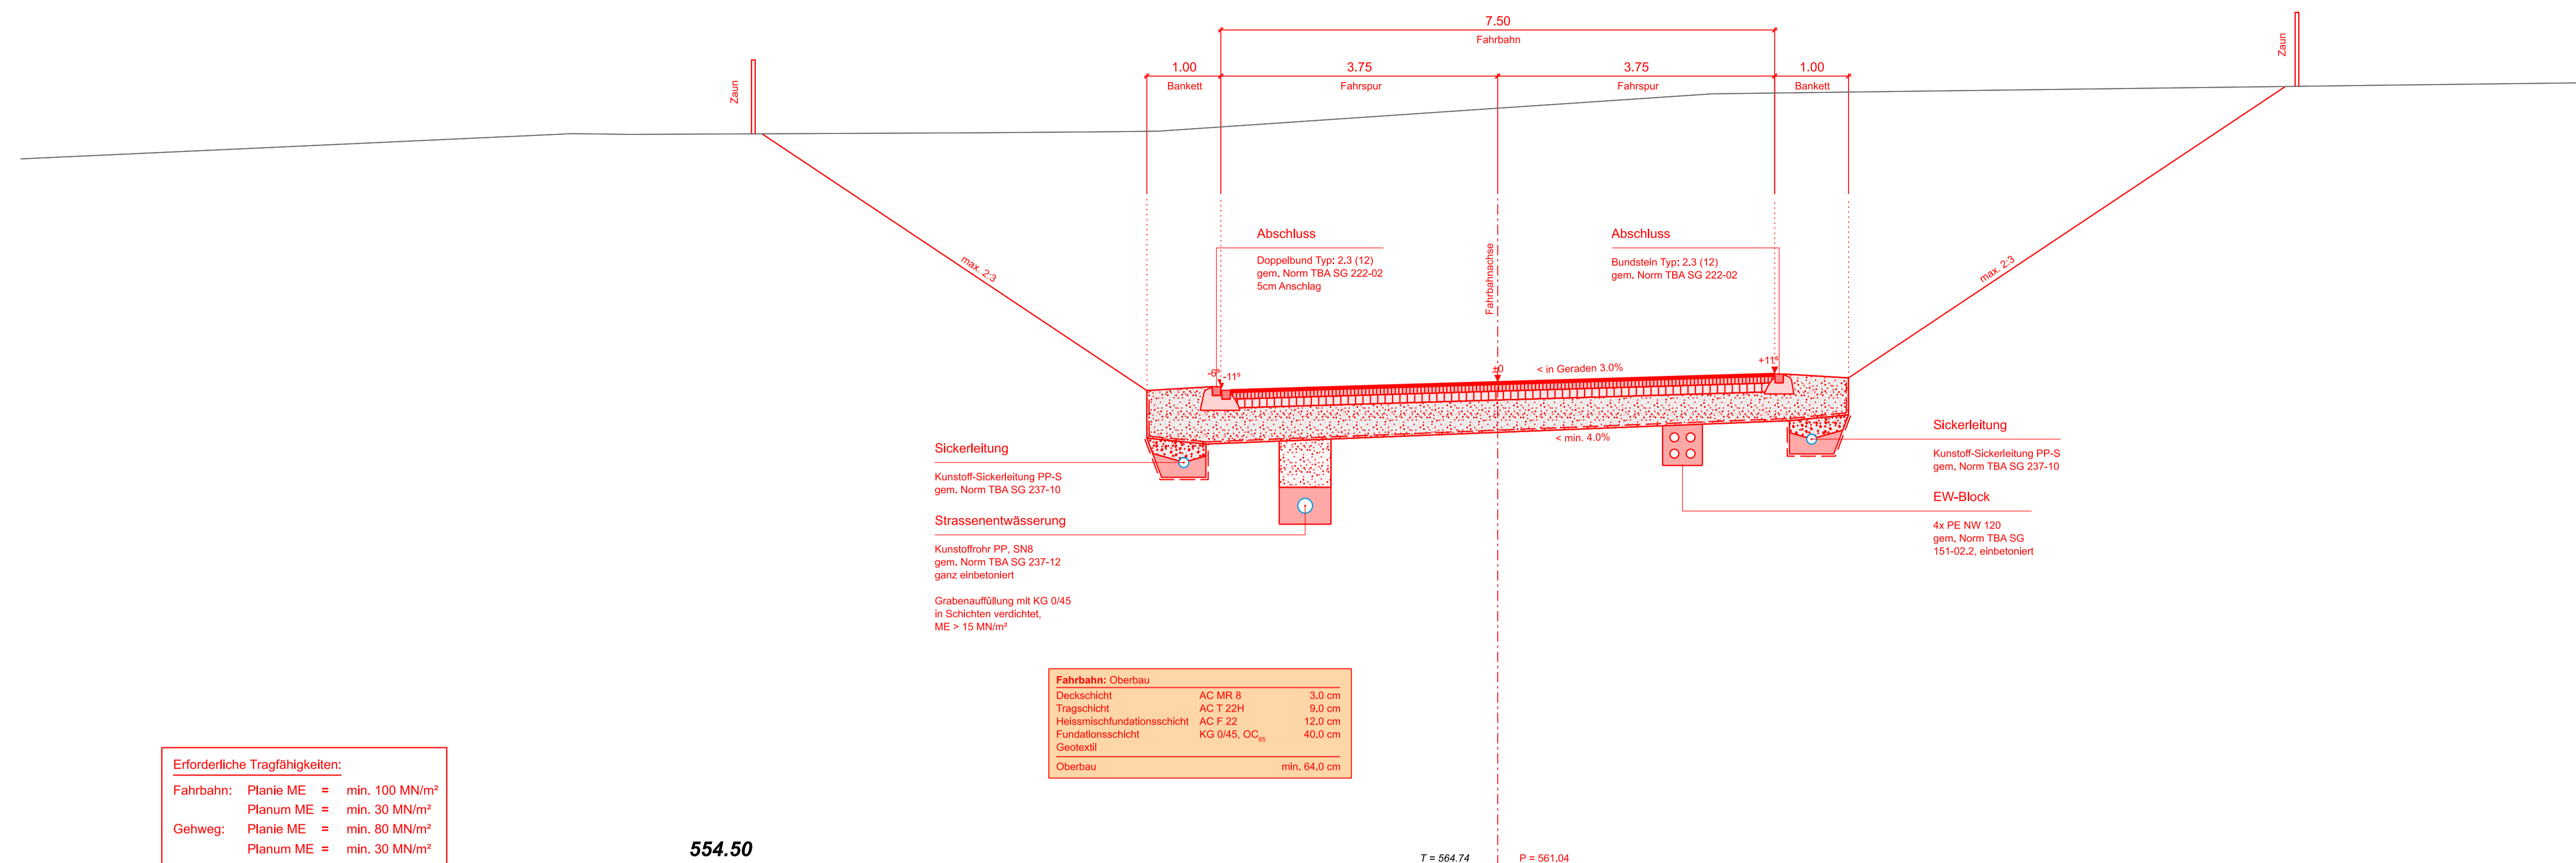 7.50
Fahrbahn
1.00
3.75
3.75
1.00
Bankett
Fahrspur
Fahrspur
Bankett
Zaun
Zaun
max. 2:3
max. 2:3
Abschluss
Doppelbund Typ: 2.3 (12)
gem. Norm TBA SG 222-02
5cm Anschlag
Fahrbahnachse
Abschluss
Bundstein Typ: 2.3 (12)
gem. Norm TBA SG 222-02
-6⁵
-11⁵
±0
< in Geraden 3.0%
+11⁵
< min. 4.0%
Sickerleitung
Kunstoff-Sickerleitung PP-S
gem. Norm TBA SG 237-10
Strassenentwässerung
Kunstoffrohr PP, SN8
gem. Norm TBA SG 237-12
ganz einbetoniert
Grabenauffüllung mit KG 0/45
in Schichten verdichtet,
ME > 15 MN/m²
Sickerleitung
Kunstoff-Sickerleitung PP-S
gem. Norm TBA SG 237-10
EW-Block
4x PE NW 120
gem. Norm TBA SG
151-02.2, einbetoniert
Fahrbahn: Oberbau
Deckschicht AC MR 8 3.0 cm
Tragschicht AC T 22H 9.0 cm
Heissmischfundationsschicht AC F 22 12.0 cm
Fundationsschicht KG 0/45, OC₈₅ 40.0 cm
Geotextil
Oberbau min. 64.0 cm
Erforderliche Tragfähigkeiten:
Fahrbahn: Planie ME = min. 100 MN/m²
Planum ME = min. 30 MN/m²
Gehweg: Planie ME = min. 80 MN/m²
Planum ME = min. 30 MN/m²
554.50
T = 564.74
P = 561.04